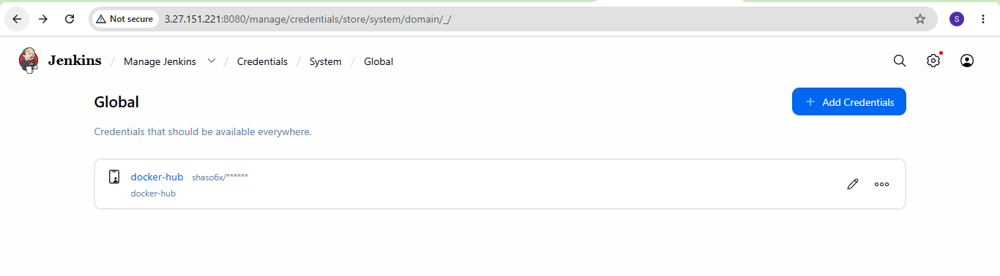 Not secure 3.27.151.221:8080/manage/credentials/store/system/domain/_/ S
Jenkins / Manage Jenkins / Credentials / System / Global
Global
+ Add Credentials
Credentials that should be available everywhere.
docker-hub shaso6x/******
docker-hub